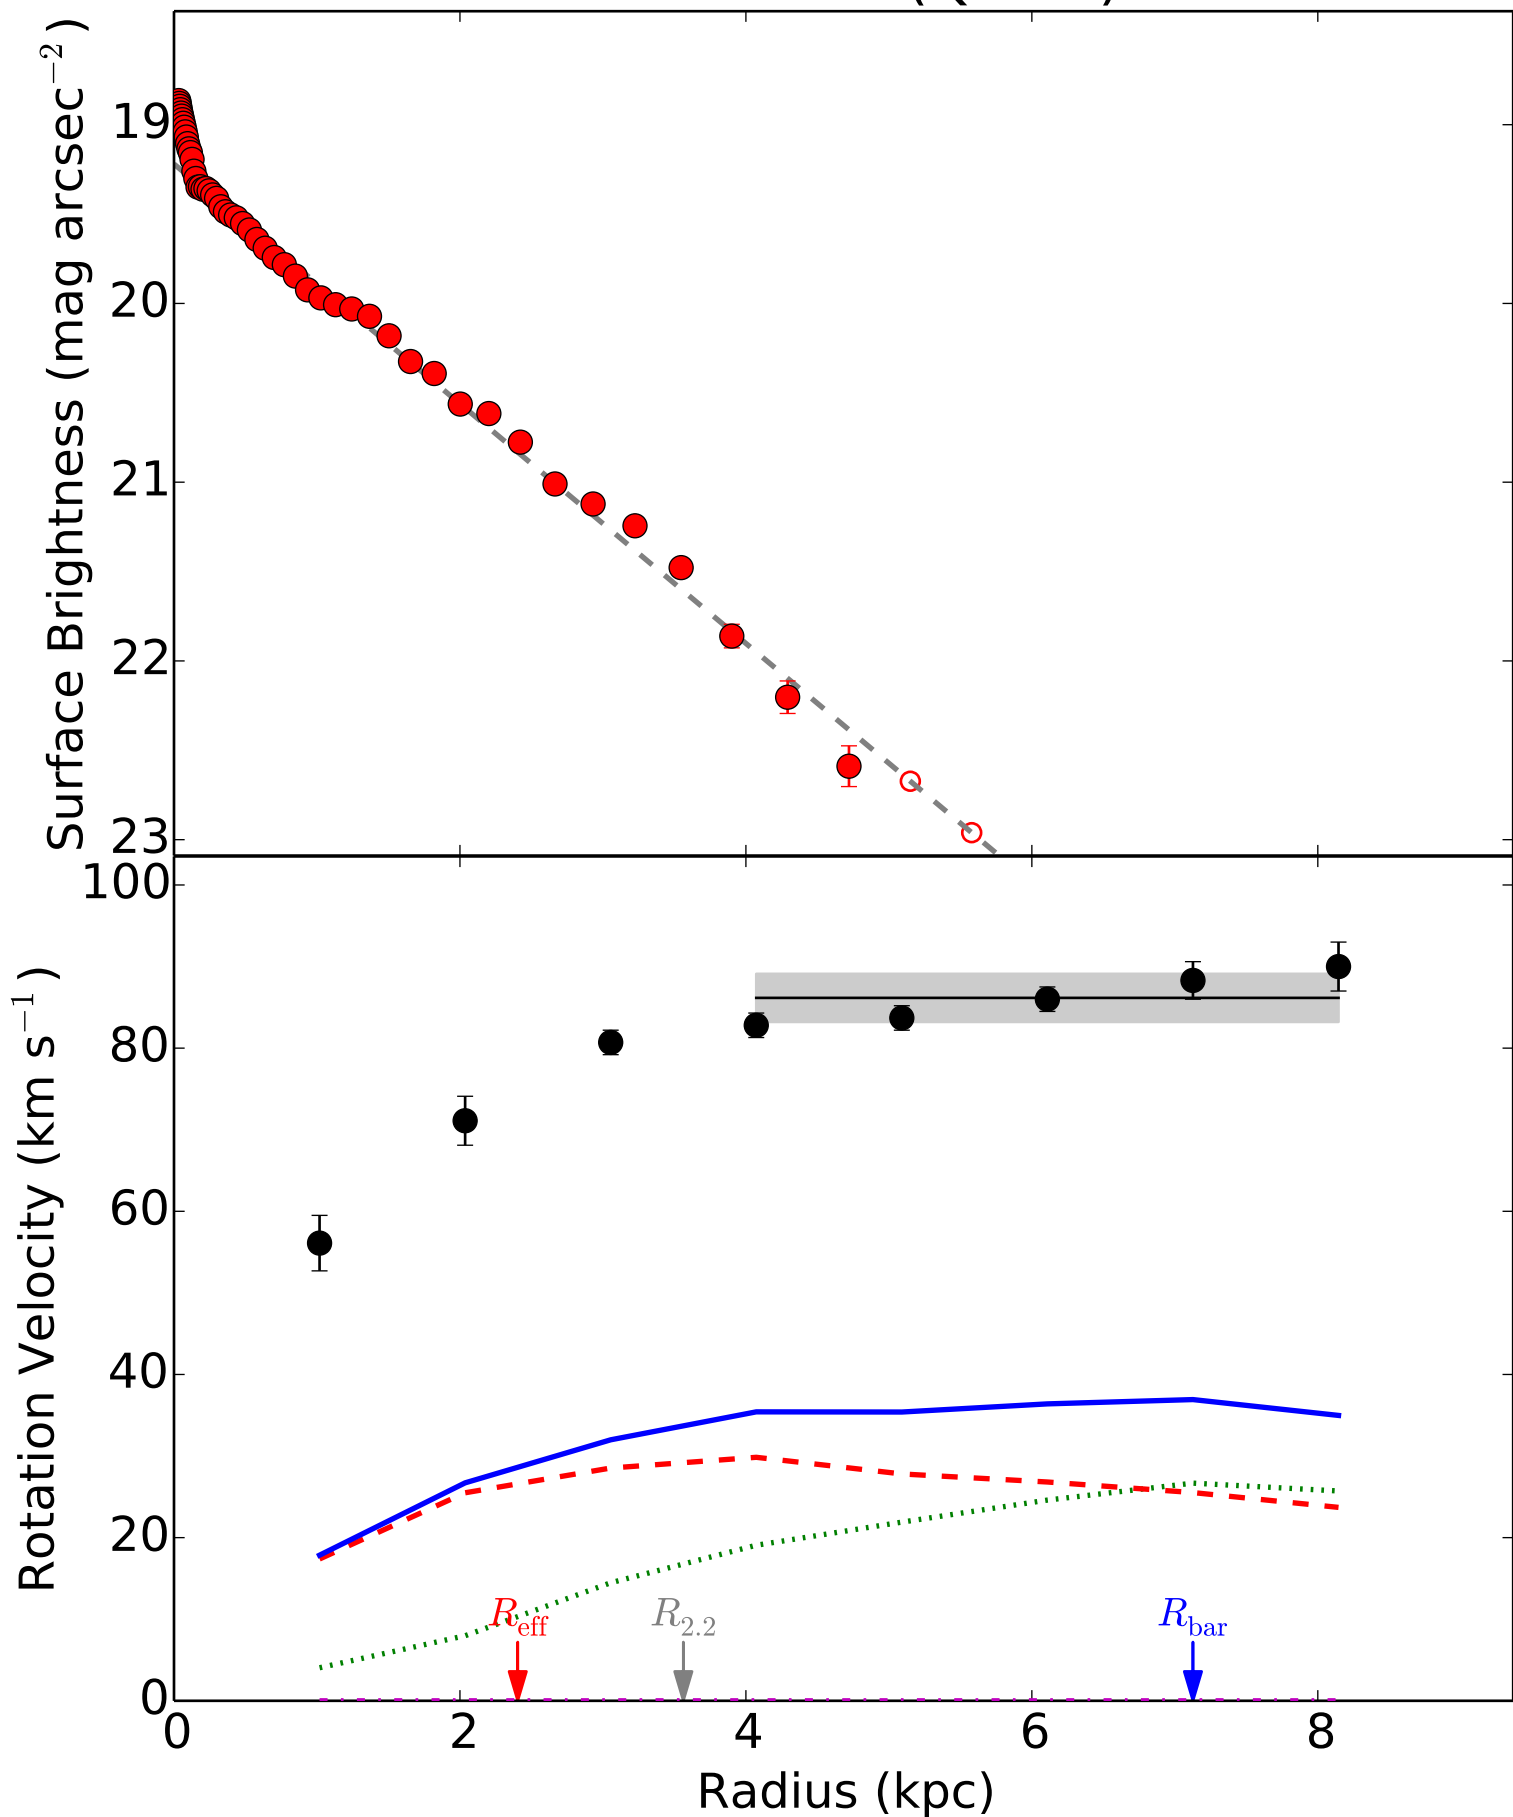 Surface Brightness (mag arcsec⁻²)
19
20
21
22
23
Rotation Velocity (km s⁻¹)
100
80
60
40
20
0
R_eff
R_2.2
R_bar
0 2 4 6 8
Radius (kpc)